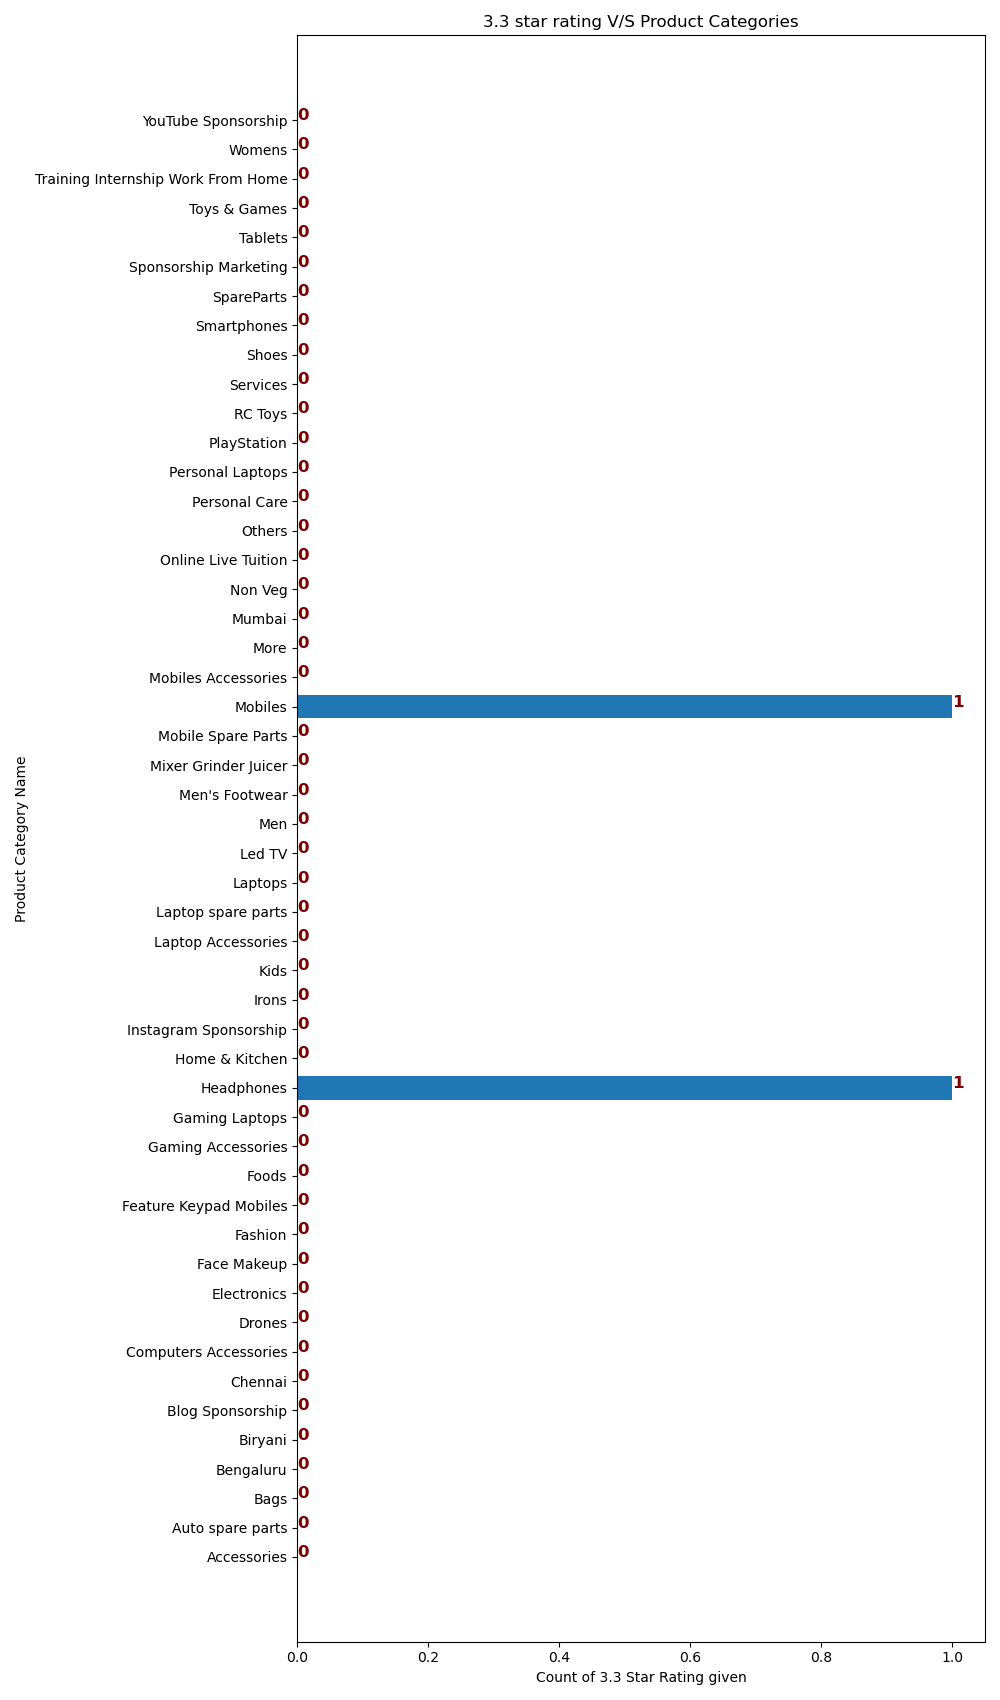 3.3 star rating V/S Product Categories
YouTube Sponsorship 0
Womens 0
Training Internship Work From Home 0
Toys & Games 0
Tablets 0
Sponsorship Marketing 0
SpareParts 0
Smartphones 0
Shoes 0
Services 0
RC Toys 0
PlayStation 0
Personal Laptops 0
Personal Care 0
Others 0
Online Live Tuition 0
Non Veg 0
Mumbai 0
More 0
Mobiles Accessories 0
Mobiles 1
Mobile Spare Parts 0
Mixer Grinder Juicer 0
Men's Footwear 0
Men 0
Led TV 0
Laptops 0
Laptop spare parts 0
Laptop Accessories 0
Kids 0
Irons 0
Instagram Sponsorship 0
Home & Kitchen 0
Headphones 1
Gaming Laptops 0
Gaming Accessories 0
Foods 0
Feature Keypad Mobiles 0
Fashion 0
Face Makeup 0
Electronics 0
Drones 0
Computers Accessories 0
Chennai 0
Blog Sponsorship 0
Biryani 0
Bengaluru 0
Bags 0
Auto spare parts 0
Accessories 0
Product Category Name
0.0 0.2 0.4 0.6 0.8 1.0
Count of 3.3 Star Rating given